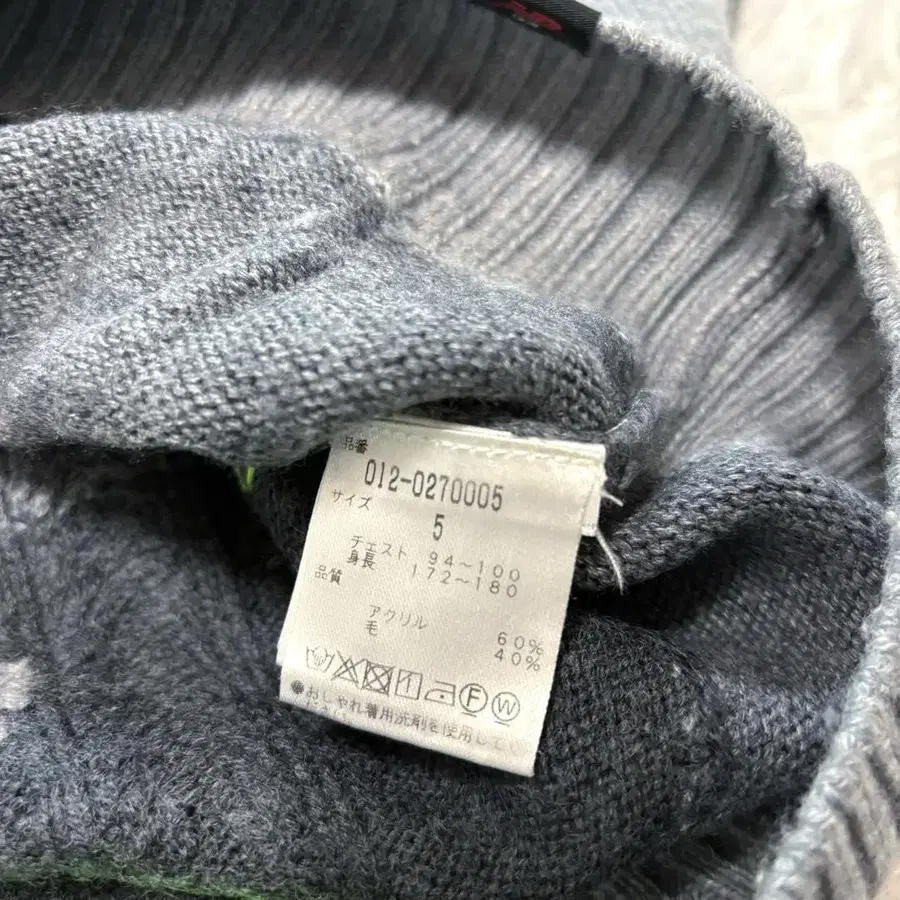 品番
012-0270005
サイズ
5
チェスト 94～100
身長 172～180
品質
アクリル 60%
毛 40%
F W
●おしゃれ着用洗剤を使用して